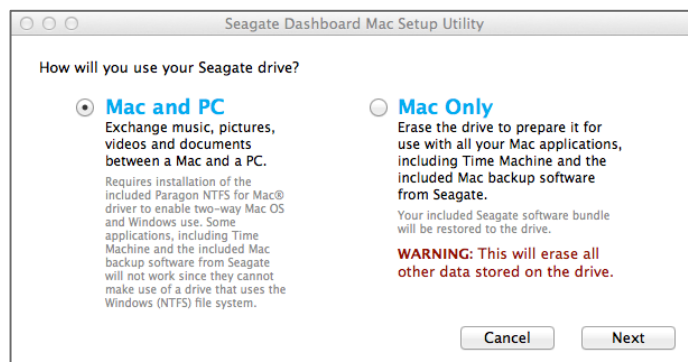 Seagate Dashboard Mac Setup Utility
How will you use your Seagate drive?
Mac and PC
Exchange music, pictures,
videos and documents
between a Mac and a PC.
Requires installation of the
included Paragon NTFS for Mac®
driver to enable two-way Mac OS
and Windows use. Some
applications, including Time
Machine and the included Mac
backup software from Seagate
will not work since they cannot
make use of a drive that uses the
Windows (NTFS) file system.
Mac Only
Erase the drive to prepare it for
use with all your Mac applications,
including Time Machine and the
included Mac backup software
from Seagate.
Your included Seagate software bundle
will be restored to the drive.
WARNING: This will erase all
other data stored on the drive.
Cancel
Next